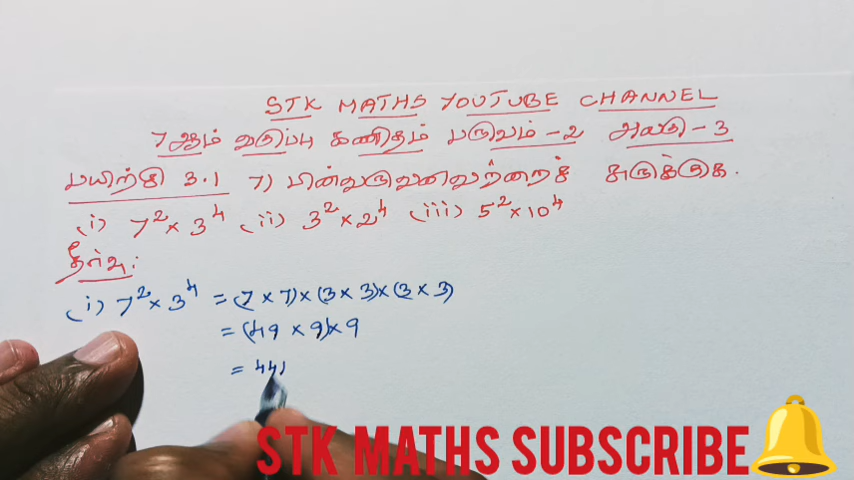 STK MATHS YOUTUBE CHANNEL
7ஆம் வகுப்பு கணிதம் பருவம் - 2 அலகு - 3
பயிற்சி 3.1 7) பின்வருவனவற்றைச் சுருக்குக.
(i) 7² × 3⁴ (ii) 3² × 2⁴ (iii) 5² × 10⁴
தீர்வு:
(i) 7² × 3⁴ = (7 × 7) × (3 × 3) × (3 × 3)
= (49 × 9) × 9
= 441
STK MATHS SUBSCRIBE